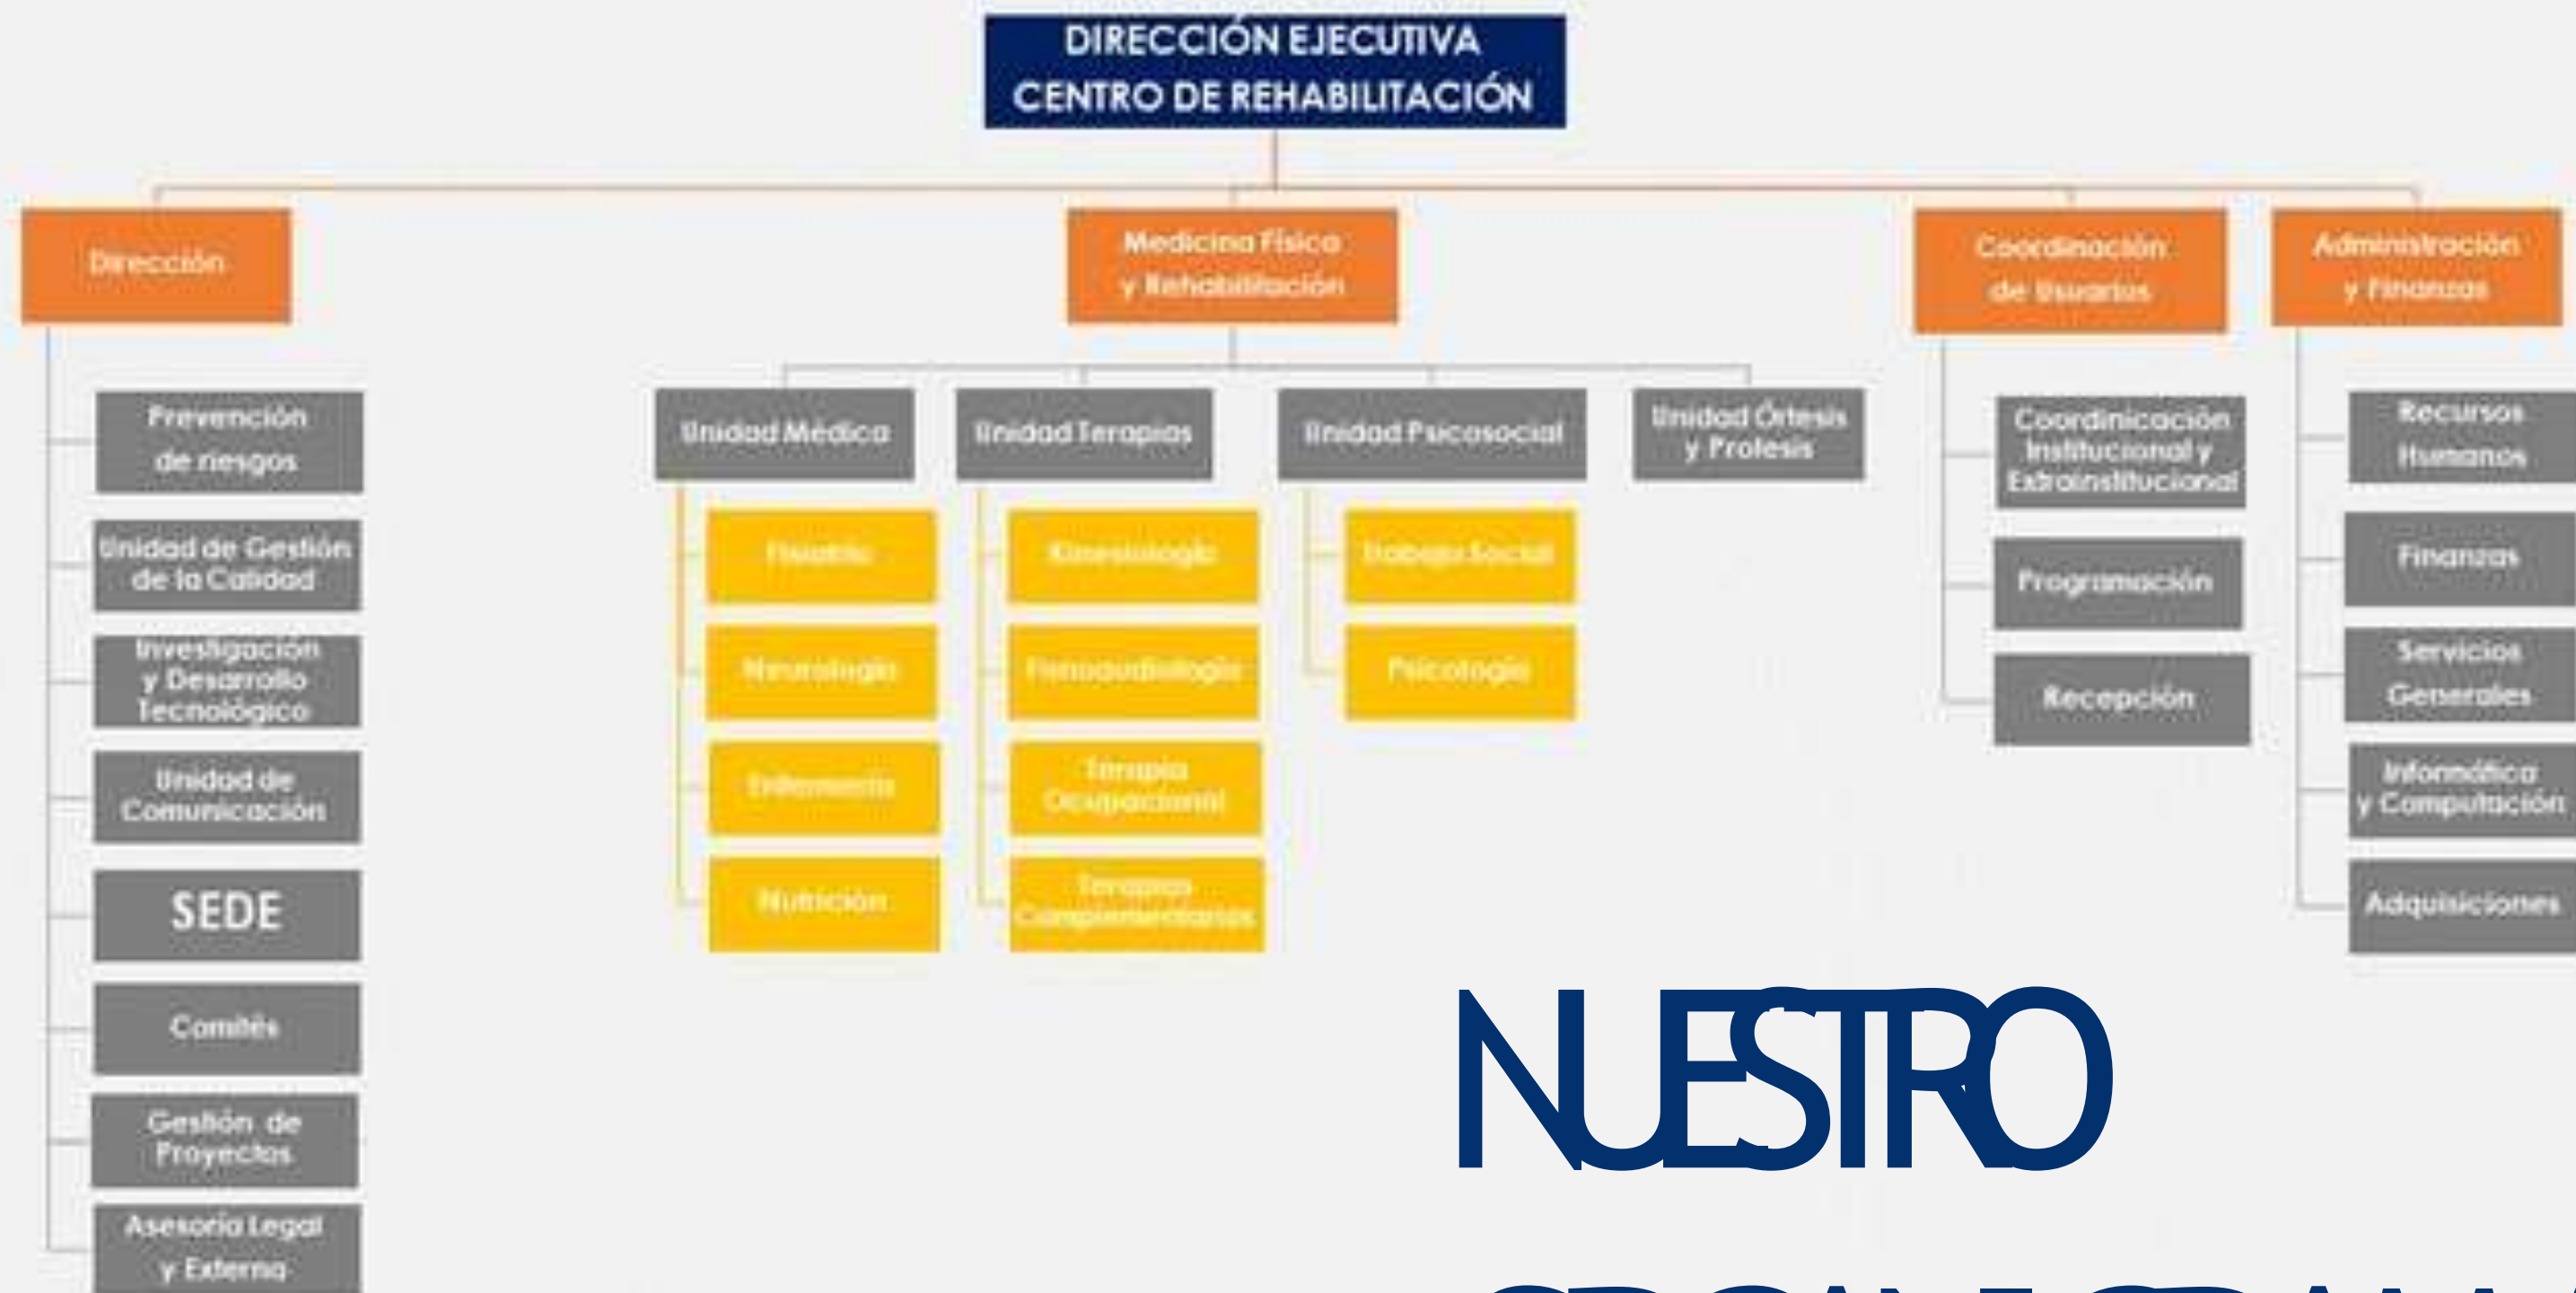 DIRECCIÓN EJECUTIVA
CENTRO DE REHABILITACIÓN
Dirección
Medicina Física
y Rehabilitación
Coordinación
de Usuarios
Administración
y Finanzas
Prevención
de riesgos
Unidad de Gestión
de la Calidad
Investigación
y Desarrollo
Tecnológico
Unidad de
Comunicación
SEDE
Comités
Gestión de
Proyectos
Asesoría Legal
y Externa
Unidad Médica
Fisiatría
Neurología
Enfermería
Nutrición
Unidad Terapias
Kinesiología
Fonoaudiología
Terapia
Ocupacional
Terapias
Complementarias
Unidad Psicosocial
Trabajo Social
Psicología
Unidad Órtesis
y Protesis
Coordinicación
Institucional y
Extrainstitucional
Programación
Recepción
Recursos
Humanos
Finanzas
Servicios
Generales
Informática
y Computación
Adquisiciones
NUESTRO